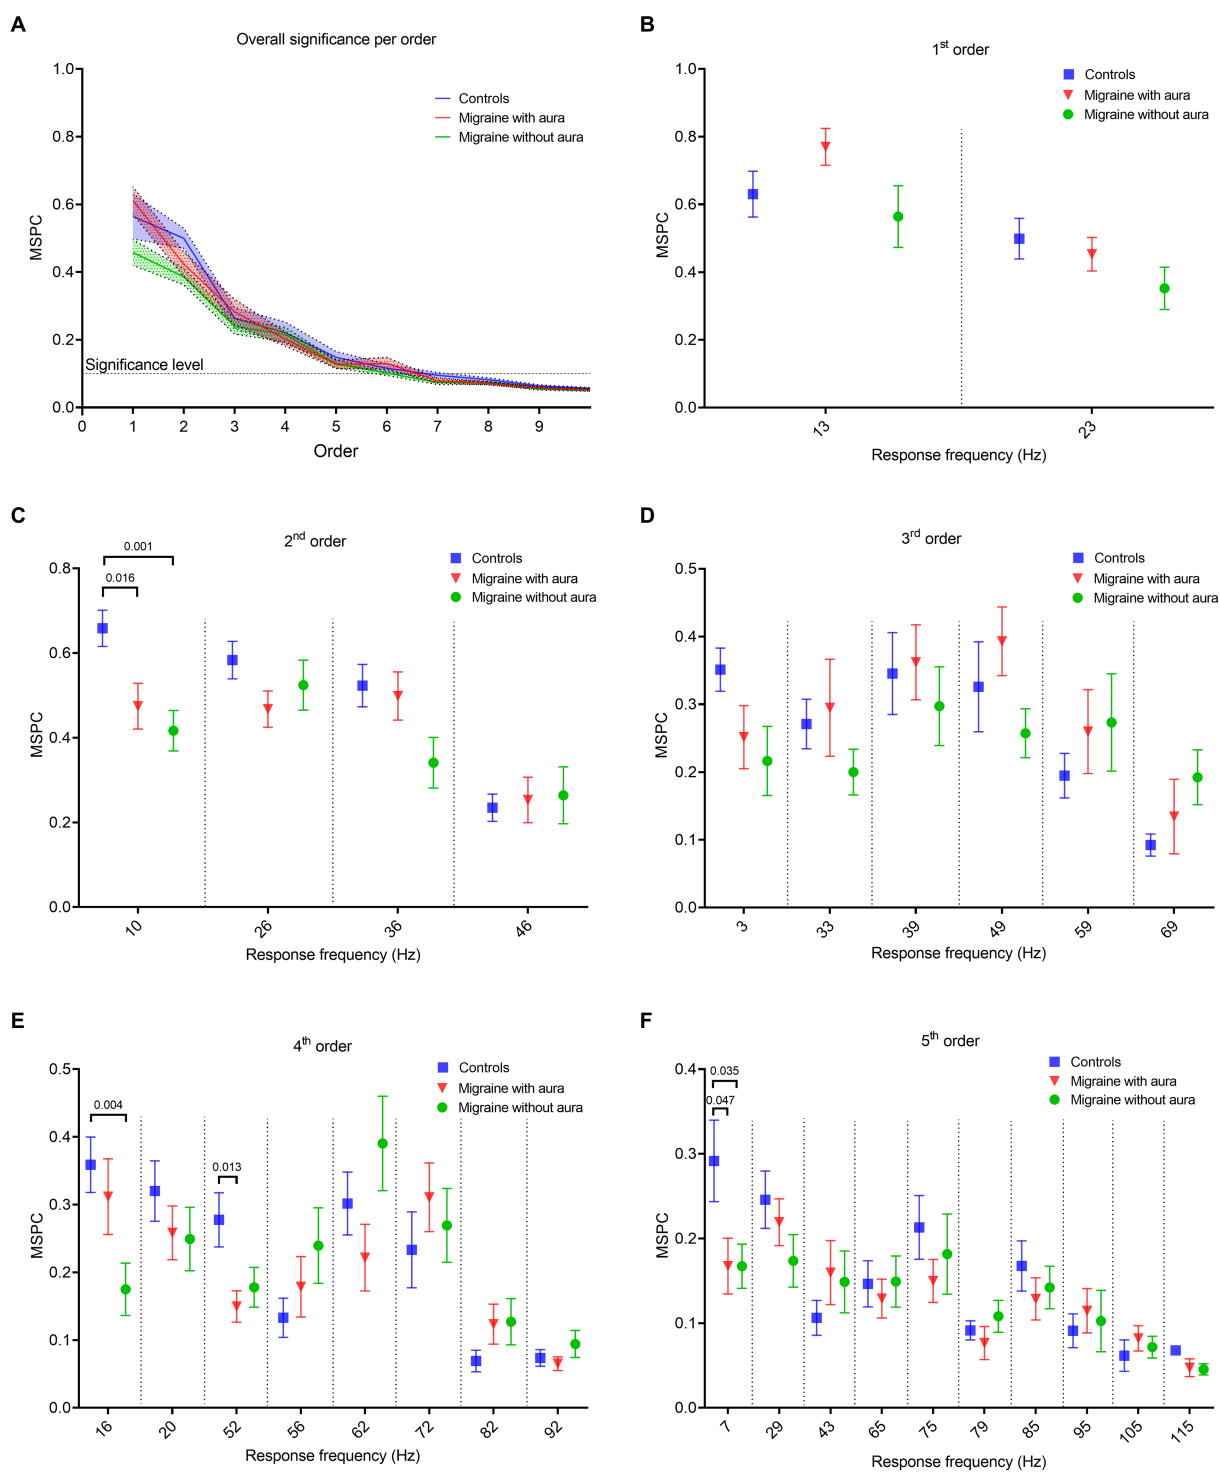 A
Overall significance per order
1.0
0.8
0.6
0.4
0.2
0.0
MSPC
Controls
Migraine with aura
Migraine without aura
Significance level
0 1 2 3 4 5 6 7 8 9
Order
B
1st order
1.0
0.8
0.6
0.4
0.2
0.0
MSPC
Controls
Migraine with aura
Migraine without aura
13 23
Response frequency (Hz)
C
2nd order
0.8
0.6
0.4
0.2
0.0
MSPC
0.001
0.016
Controls
Migraine with aura
Migraine without aura
10 26 36 46
Response frequency (Hz)
D
3rd order
0.5
0.4
0.3
0.2
0.1
0.0
MSPC
Controls
Migraine with aura
Migraine without aura
3 33 39 49 59 69
Response frequency (Hz)
E
4th order
0.5
0.4
0.3
0.2
0.1
0.0
MSPC
0.004
0.013
Controls
Migraine with aura
Migraine without aura
16 20 52 56 62 72 82 92
Response frequency (Hz)
F
5th order
0.4
0.3
0.2
0.1
0.0
MSPC
0.035
0.047
Controls
Migraine with aura
Migraine without aura
7 29 43 65 75 79 85 95 105 115
Response frequency (Hz)